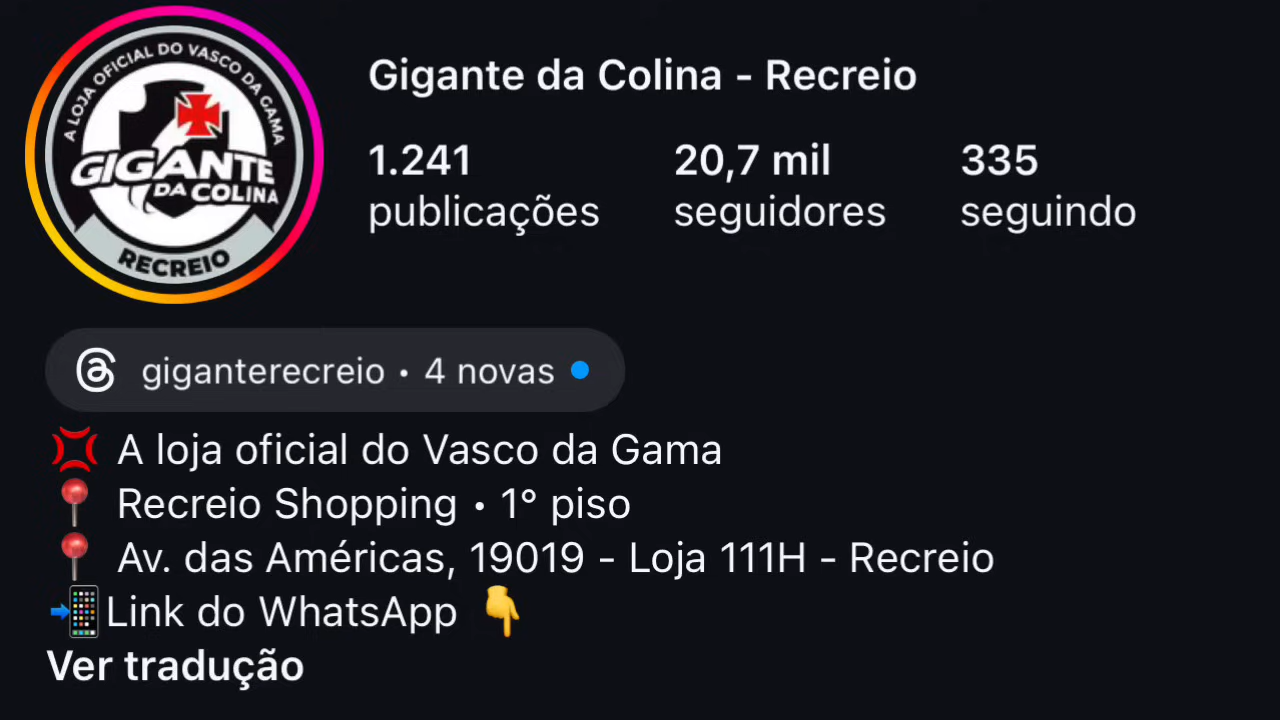 A LOJA OFICIAL DO VASCO DA GAMA
GIGANTE
DA COLINA
RECREIO
Gigante da Colina - Recreio
1.241 20,7 mil 335
publicações seguidores seguindo
giganterecreio • 4 novas
💢 A loja oficial do Vasco da Gama
📍 Recreio Shopping • 1º piso
📍 Av. das Américas, 19019 - Loja 111H - Recreio
📲Link do WhatsApp 👇
Ver tradução